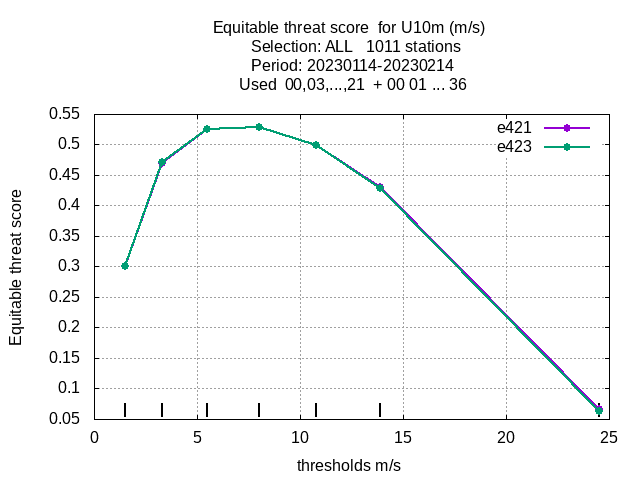 Equitable threat score  for U10m (m/s)
Selection: ALL   1011 stations
Period: 20230114-20230214
Used  00,03,...,21  + 00 01 ... 36
e421
e423
0.55
0.5
0.45
0.4
0.35
0.3
0.25
0.2
0.15
0.1
0.05
Equitable threat score
0 5 10 15 20 25
thresholds m/s